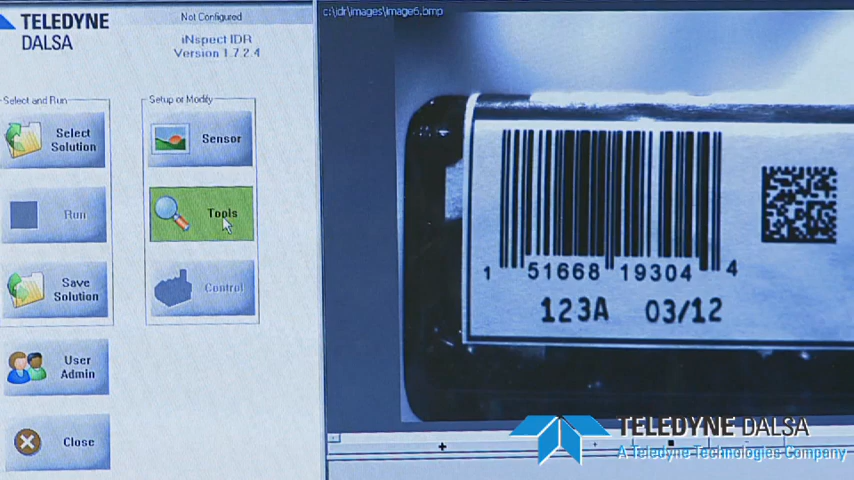 TELEDYNE
DALSA
Not Configured
iNspect IDR
Version 1.7.2.4
Select and Run
Select
Solution
Run
Save
Solution
User
Admin
Close
Setup or Modify
Sensor
Tools
Control
c:\idr\images\image6.bmp
1 51668 19304 4
123A 03/12
TELEDYNE DALSA
A Teledyne Technologies Company